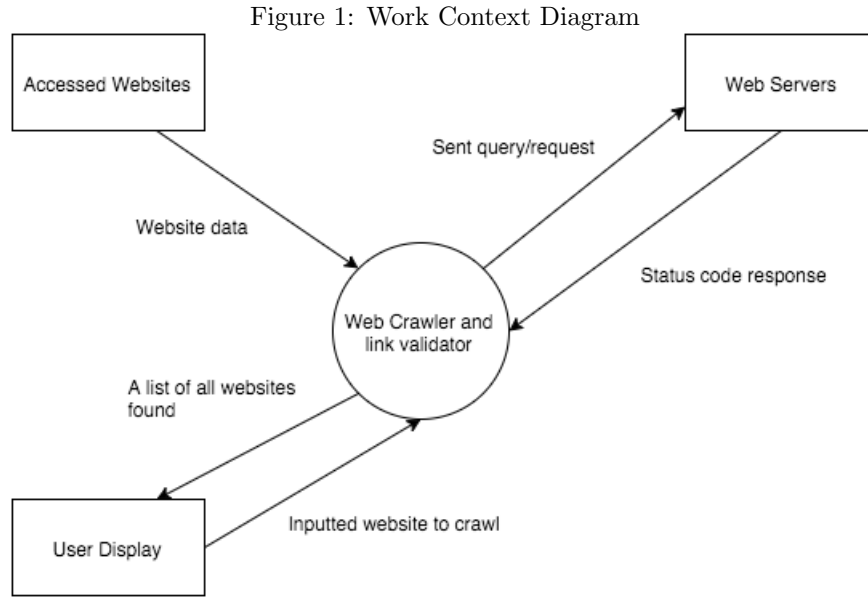 Figure 1: Work Context Diagram
Accessed Websites
Web Servers
Sent query/request
Website data
Status code response
Web Crawler and
link validator
A list of all websites
found
Inputted website to crawl
User Display